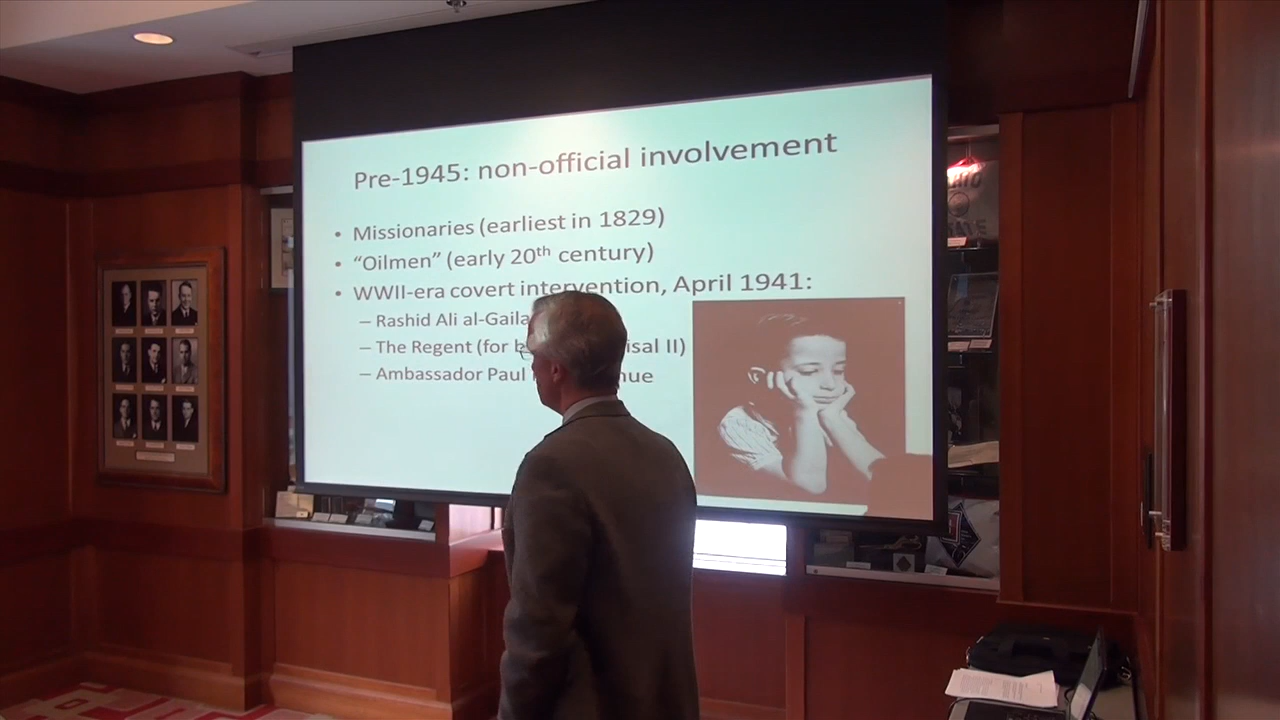 Pre-1945: non-official involvement
• Missionaries (earliest in 1829)
• “Oilmen” (early 20th century)
• WWII-era covert intervention, April 1941:
– Rashid Ali al-Gaila
– The Regent (for b isal II)
– Ambassador Paul nue